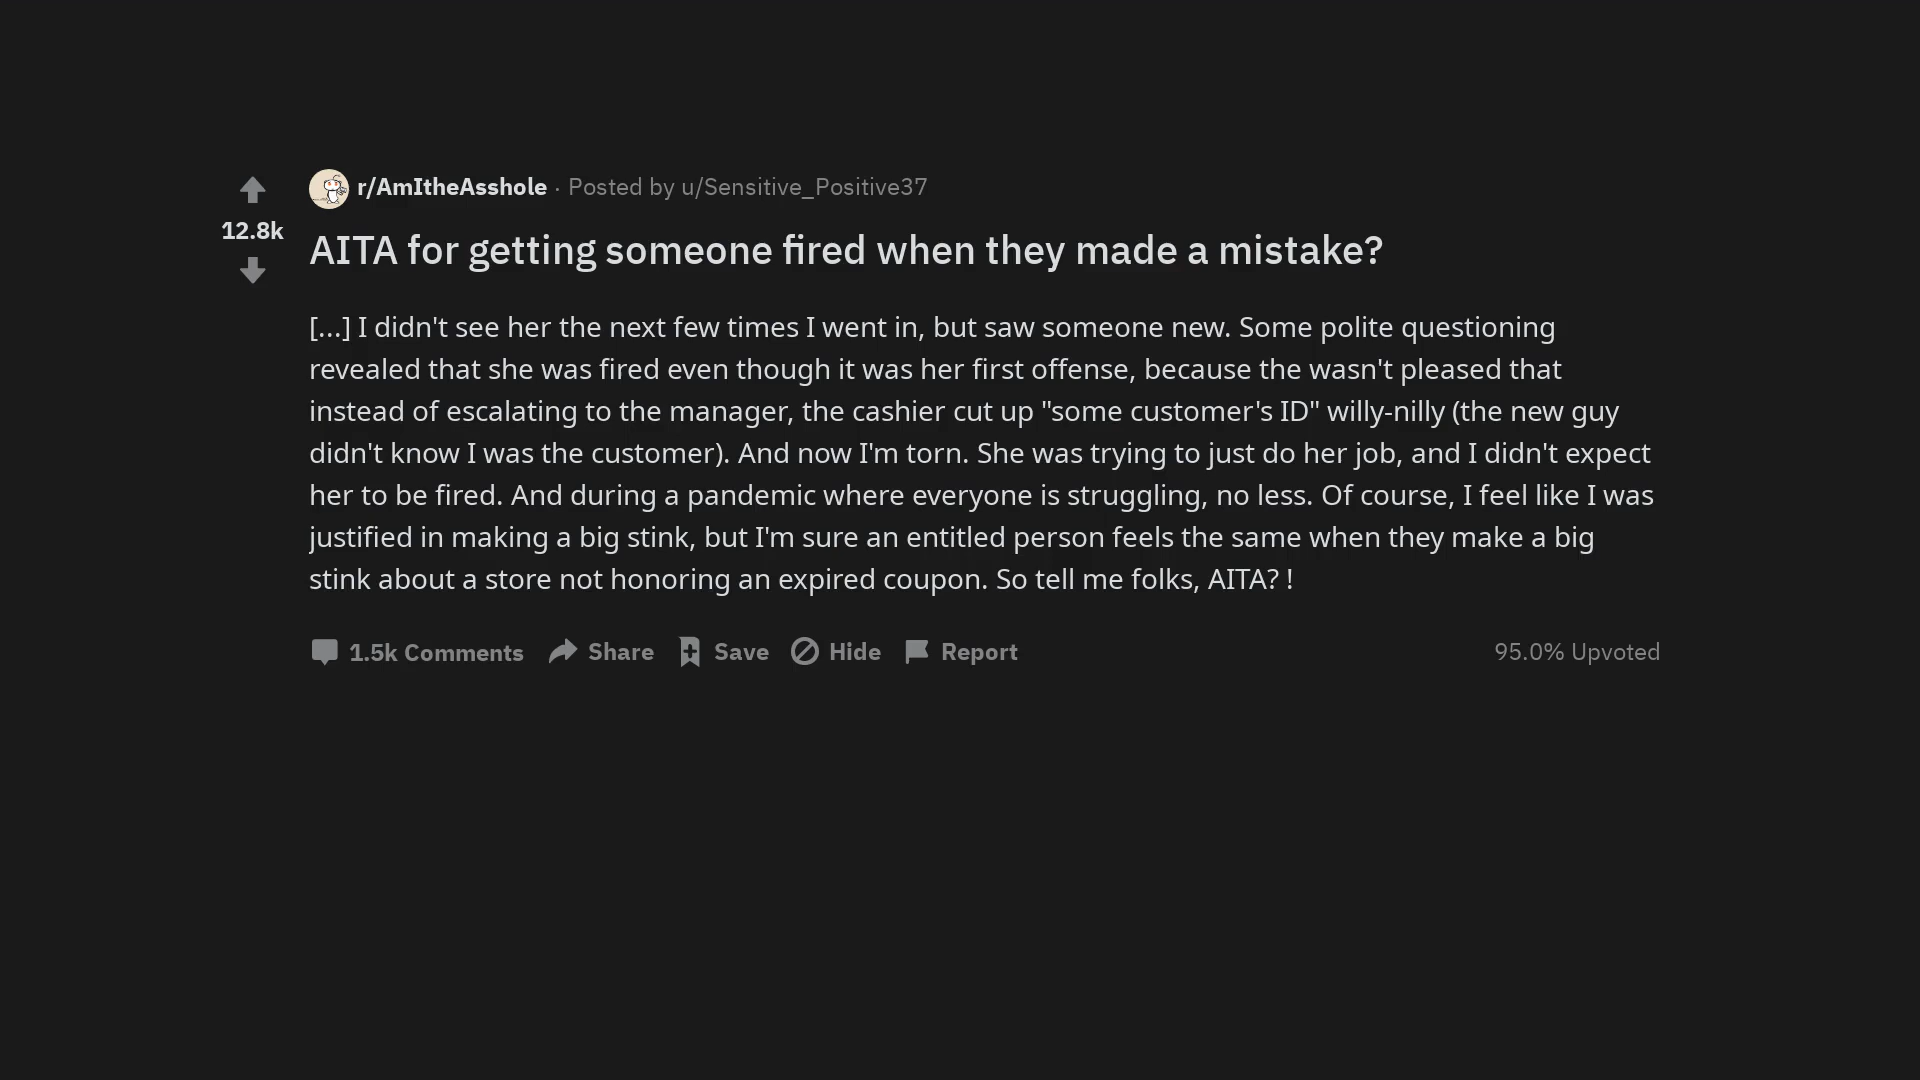 r/AmItheAsshole · Posted by u/Sensitive_Positive37
12.8k
AITA for getting someone fired when they made a mistake?
[...] I didn't see her the next few times I went in, but saw someone new. Some polite questioning
revealed that she was fired even though it was her first offense, because the wasn't pleased that
instead of escalating to the manager, the cashier cut up "some customer's ID" willy-nilly (the new guy
didn't know I was the customer). And now I'm torn. She was trying to just do her job, and I didn't expect
her to be fired. And during a pandemic where everyone is struggling, no less. Of course, I feel like I was
justified in making a big stink, but I'm sure an entitled person feels the same when they make a big
stink about a store not honoring an expired coupon. So tell me folks, AITA? !
1.5k Comments Share Save Hide Report 95.0% Upvoted